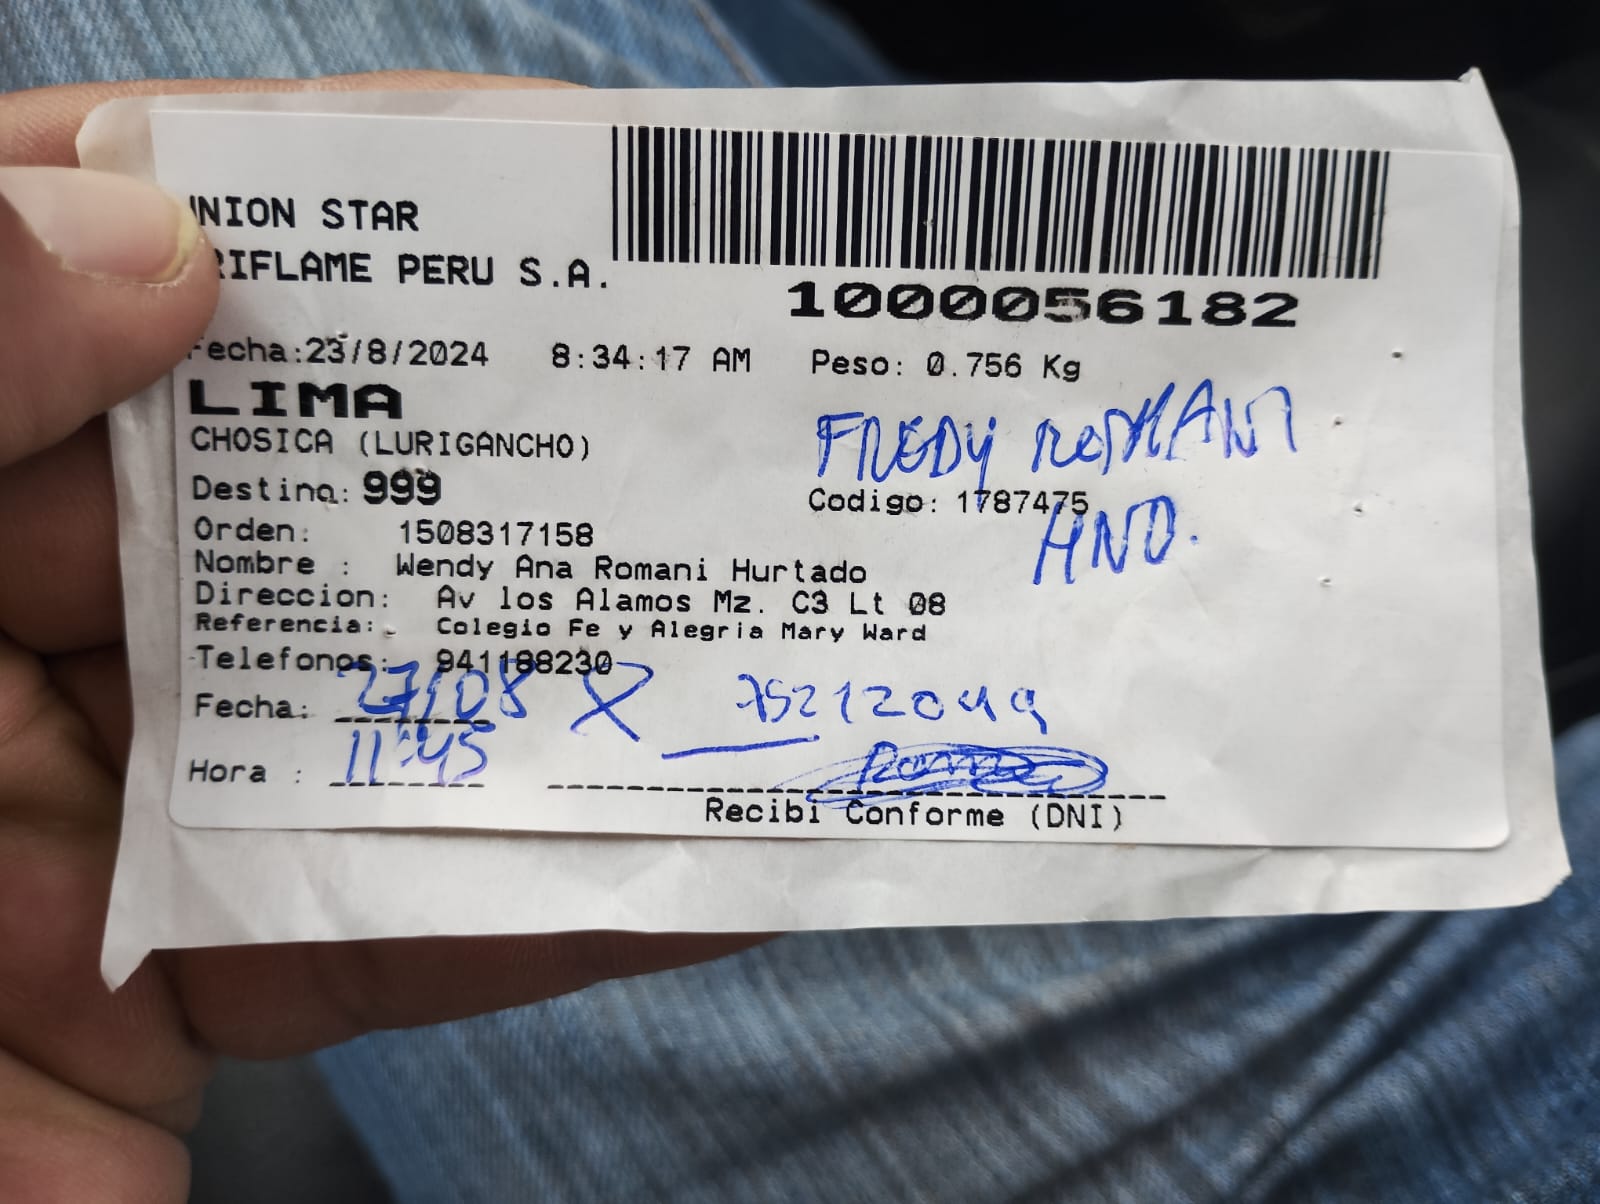 UNION STAR
RIFLAME PERU S.A.
1000056182
Fecha:23/8/2024 8:34:17 AM Peso: 0.756 Kg
LIMA
CHOSICA (LURIGANCHO)
FREDY ROMANI
Destino: 999 Codigo: 1787475
HNO.
Orden: 1508317158
Nombre : Wendy Ana Romani Hurtado
Direccion: Av los Alamos Mz. C3 Lt 08
Referencia: Colegio Fe y Alegria Mary Ward
Telefonos: 941188230
Fecha: 27/08 75212049
Hora : 11:45
Recibi Conforme (DNI)